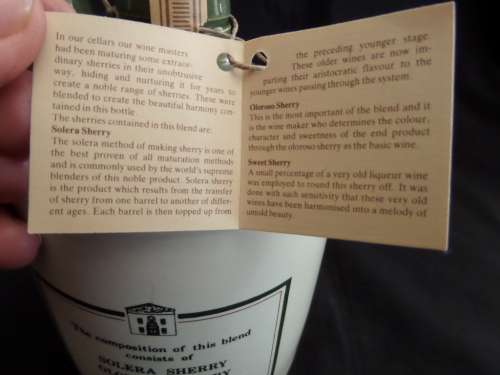 In our cellars our wine masters
had been maturing some extraor-
dinary sherries in their unobtrusive
way, hiding and nurturing it for years to
create a noble range of sherries. These were
blended to create the beautiful harmony con-
tained in this bottle.
The sherries contained in this blend are.
Solera Sherry
The solera method of making sherry is one of
the best proven of all maturation methods
and is commonly used by the world's supreme
blenders of this noble product. Solera sherry
is the product which results from the transfer
of sherry from one barrel to another of differ-
ent ages. Each barrel is then topped up from
the preceding younger stage.
These older wines are now im-
parting their aristocratic flavour to the
younger wines passing through the system.
Oloroso Sherry
This is the most important of the blend and it
is the wine maker who determines the colour,
character and sweetness of the end product
through the oloroso sherry as the basic wine.
Sweet Sherry
A small percentage of a very old liqueur wine
was employed to round this sherry off. It was
done with such sensitivity that these very old
wines have been harmonised into a melody of
untold beauty.
The composition of this blend
consists of
SOLERA SHERRY